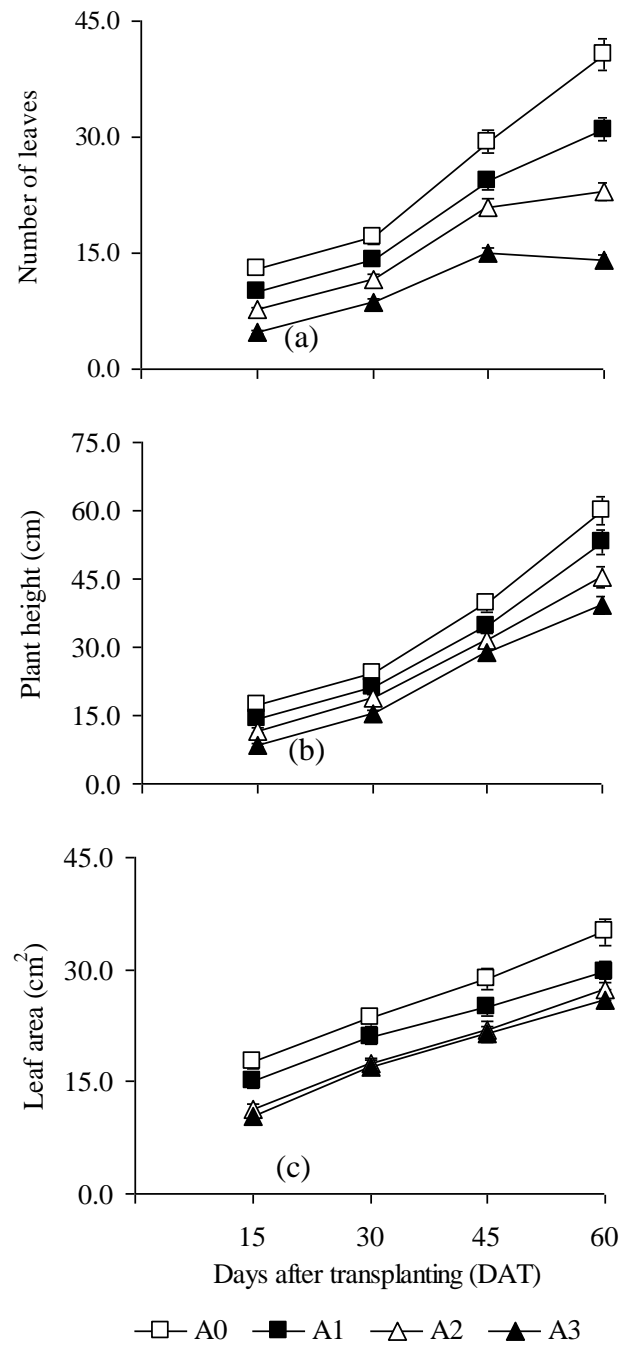 45.0
30.0
15.0
0.0
Number of leaves
(a)
75.0
60.0
45.0
30.0
15.0
0.0
Plant height (cm)
(b)
45.0
30.0
15.0
0.0
Leaf area (cm²)
(c)
15 30 45 60
Days after transplanting (DAT)
A0 A1 A2 A3